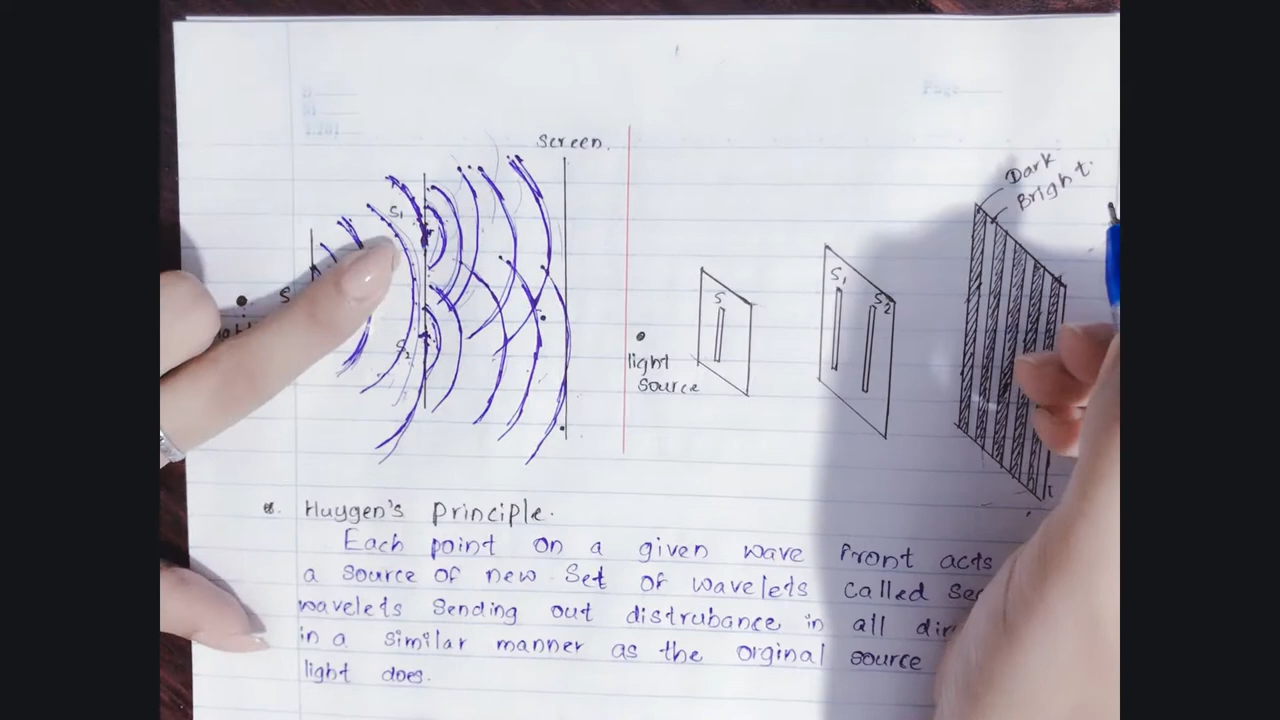 Page
Screen.
Dark
Bright.
S1
S1
S
S
S2
S2
light
source
Huygen's principle.
Each point on a given wave front acts
a source of new set of wavelets called
wavelets sending out distrubance in all
in a similar manner as the orginal source
light does.